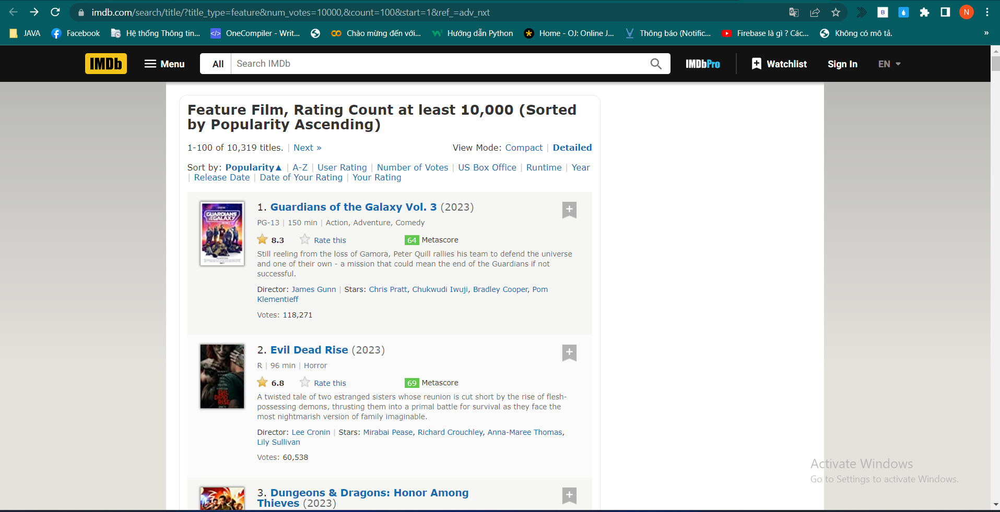 imdb.com/search/title/?title_type=feature&num_votes=10000,&count=100&start=1&ref_=adv_nxt
N
JAVA
Facebook
Hệ thống Thông tin...
</> OneCompiler - Writ...
Chào mừng đến với...
Hướng dẫn Python
Home - OJ: Online J...
Thông báo (Notific...
Firebase là gì ? Các...
Không có mô tả.
»
IMDb
Menu
All
Search IMDb
IMDbPro
Watchlist
Sign In
EN
Feature Film, Rating Count at least 10,000 (Sorted
by Popularity Ascending)
1-100 of 10,319 titles. | Next »
View Mode: Compact | Detailed
Sort by: Popularity▲ | A-Z | User Rating | Number of Votes | US Box Office | Runtime | Year
| Release Date | Date of Your Rating | Your Rating
GUARDIANS
GALAXY
1. Guardians of the Galaxy Vol. 3 (2023)
PG-13 | 150 min | Action, Adventure, Comedy
8.3 Rate this 64 Metascore
Still reeling from the loss of Gamora, Peter Quill rallies his team to defend the universe
and one of their own - a mission that could mean the end of the Guardians if not
successful.
Director: James Gunn | Stars: Chris Pratt, Chukwudi Iwuji, Bradley Cooper, Pom
Klementieff
Votes: 118,271
EVIL
DEAD
RISE
2. Evil Dead Rise (2023)
R | 96 min | Horror
6.8 Rate this 69 Metascore
A twisted tale of two estranged sisters whose reunion is cut short by the rise of flesh-
possessing demons, thrusting them into a primal battle for survival as they face the
most nightmarish version of family imaginable.
Director: Lee Cronin | Stars: Mirabai Pease, Richard Crouchley, Anna-Maree Thomas,
Lily Sullivan
Votes: 60,538
3. Dungeons & Dragons: Honor Among
Thieves (2023)
Activate Windows
Go to Settings to activate Windows.